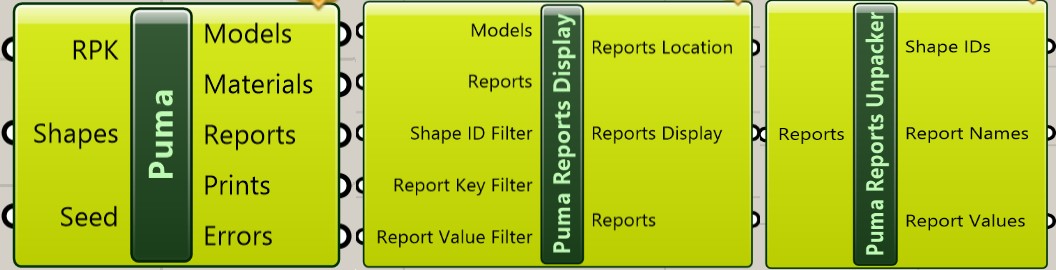 RPK
Shapes
Seed
Puma
Models
Materials
Reports
Prints
Errors
Models
Reports
Shape ID Filter
Report Key Filter
Report Value Filter
Puma Reports Display
Reports Location
Reports Display
Reports
Reports
Puma Reports Unpacker
Shape IDs
Report Names
Report Values